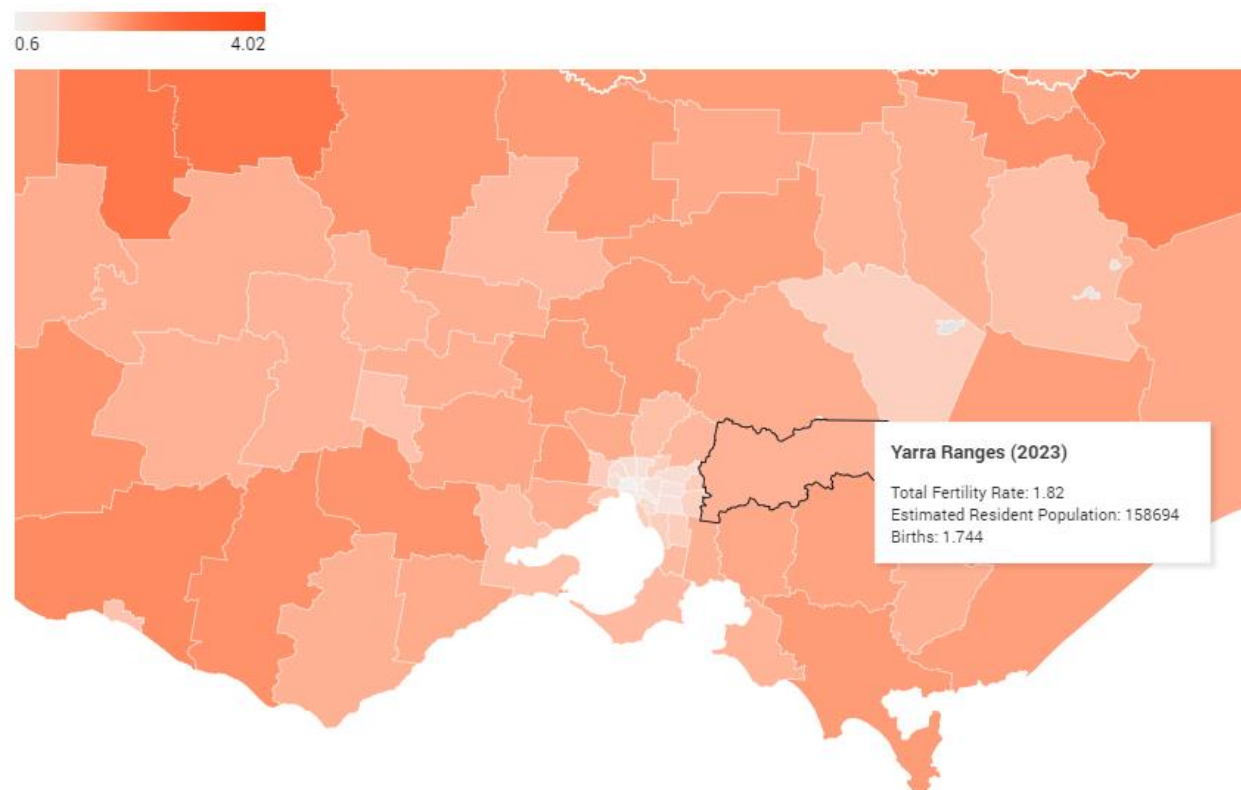 0.6 4.02
Yarra Ranges (2023)
Total Fertility Rate: 1.82
Estimated Resident Population: 158694
Births: 1.744